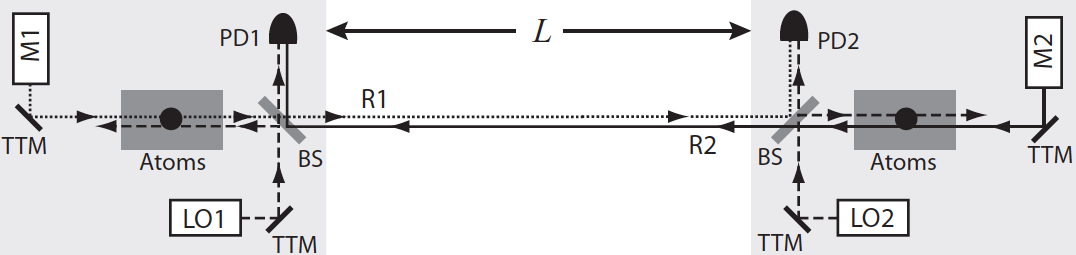 M1
PD1
L
PD2
M2
R1
TTM
Atoms
BS
R2
BS
Atoms
TTM
LO1
TTM
LO2
TTM